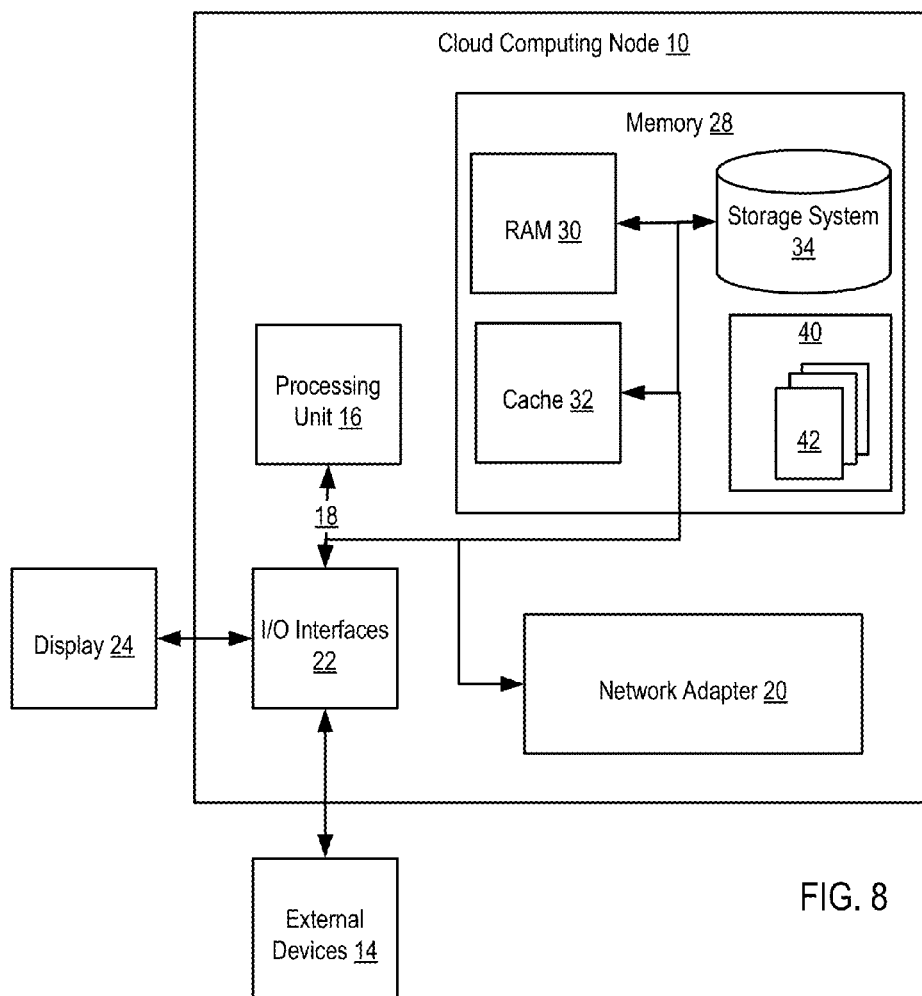 Cloud Computing Node 10
Memory 28
RAM 30
Storage System
34
Cache 32
40
42
Processing
Unit 16
18
Display 24
I/O Interfaces
22
Network Adapter 20
External
Devices 14
FIG. 8